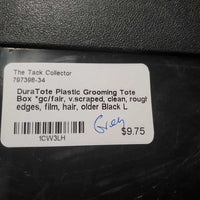 The Tack Collector
797398-34
DuraTote Plastic Grooming Tote
Box *gc/fair, v.scraped, clean, rough
edges, film, hair, older Black L
Grey
1CW3LH
$9.75